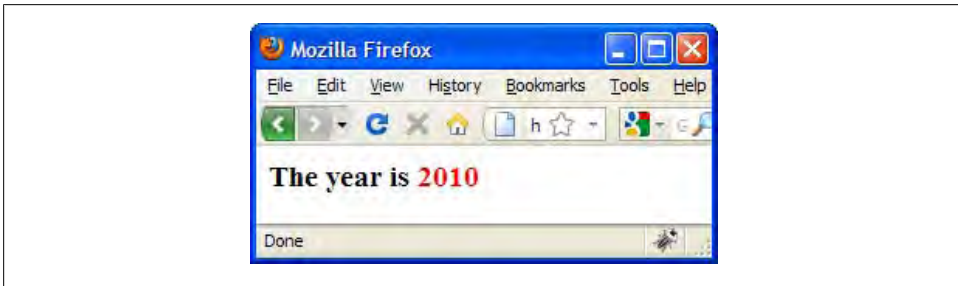 Mozilla Firefox
File Edit View History Bookmarks Tools Help
h G
The year is 2010
Done